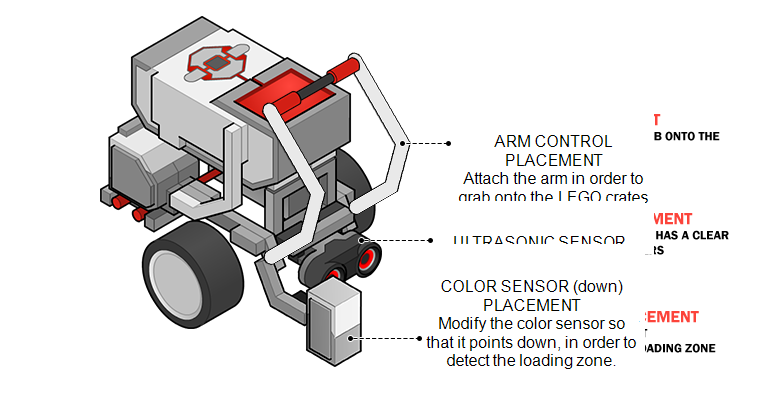 ARM CONTROL
PLACEMENT
Attach the arm in order to
grab onto the LEGO crates
T
B ONTO THE
ULTRASONIC SENSOR
MENT
HAS A CLEAR
RS
COLOR SENSOR (down)
PLACEMENT
Modify the color sensor so
that it points down, in order to
detect the loading zone.
EMENT
T
OADING ZONE